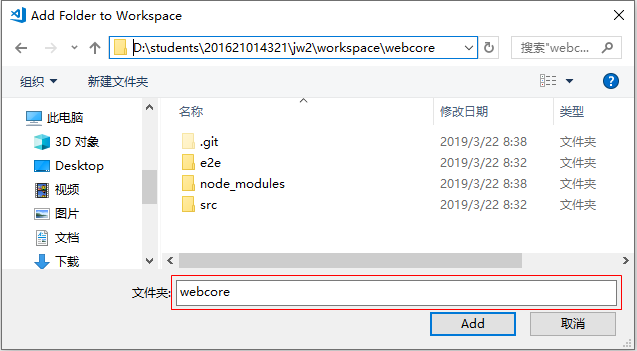 Add Folder to Workspace
D:\students\201621014321\jw2\workspace\webcore
搜索"webc...
组织
新建文件夹
此电脑
3D 对象
Desktop
视频
图片
文档
下载
名称 修改日期 类型
.git 2019/3/22 8:38 文件夹
e2e 2019/3/22 8:32 文件夹
node_modules 2019/3/22 8:38 文件夹
src 2019/3/22 8:32 文件夹
文件夹: webcore
Add 取消